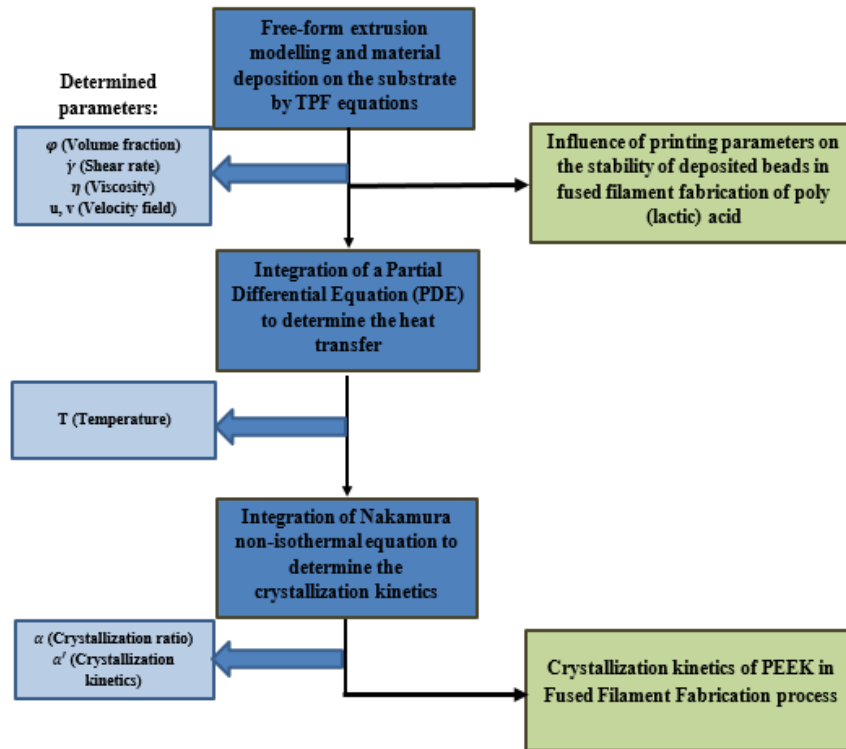 Free-form extrusion
modelling and material
deposition on the substrate
by TPF equations
Determined
parameters:
φ (Volume fraction)
γ̇ (Shear rate)
η (Viscosity)
u, v (Velocity field)
Influence of printing parameters on
the stability of deposited beads in
fused filament fabrication of poly
(lactic) acid
Integration of a Partial
Differential Equation (PDE)
to determine the heat
transfer
T (Temperature)
Integration of Nakamura
non-isothermal equation to
determine the
crystallization kinetics
α (Crystallization ratio)
α′ (Crystallization
kinetics)
Crystallization kinetics of PEEK in
Fused Filament Fabrication process